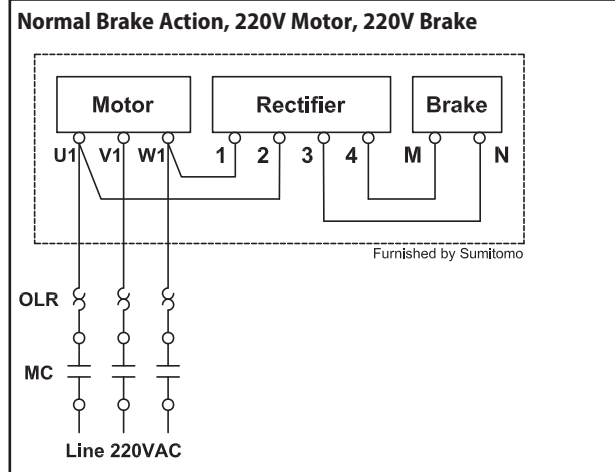 Normal Brake Action, 220V Motor, 220V Brake
Motor Rectifier Brake
U1 V1 W1 1 2 3 4 M N
Furnished by Sumitomo
OLR
MC
Line 220VAC